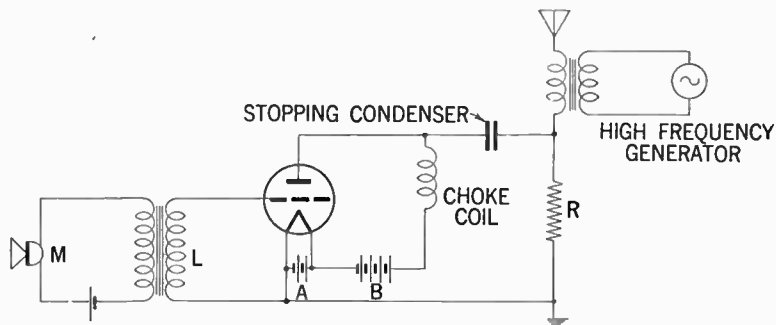 STOPPING CONDENSER
HIGH FREQUENCY
GENERATOR
CHOKE
COIL
R
M
L
A
B